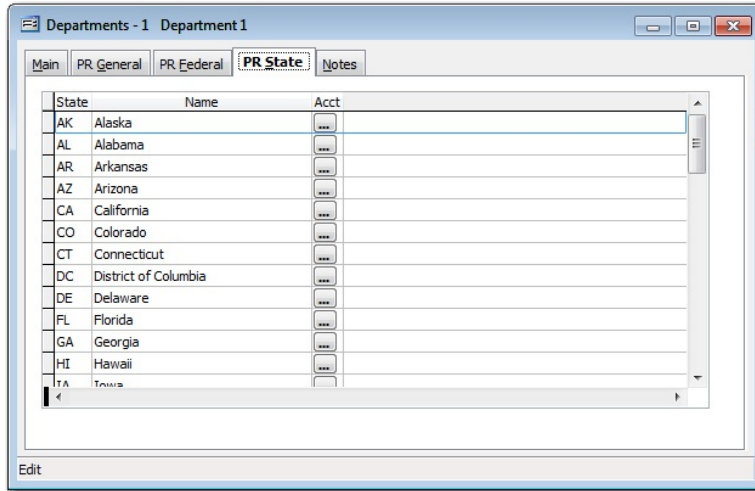 Departments - 1 Department 1
Main PR General PR Federal PR State Notes
State Name Acct
AK Alaska ...
AL Alabama ...
AR Arkansas ...
AZ Arizona ...
CA California ...
CO Colorado ...
CT Connecticut ...
DC District of Columbia ...
DE Delaware ...
FL Florida ...
GA Georgia ...
HI Hawaii ...
IA Iowa
Edit